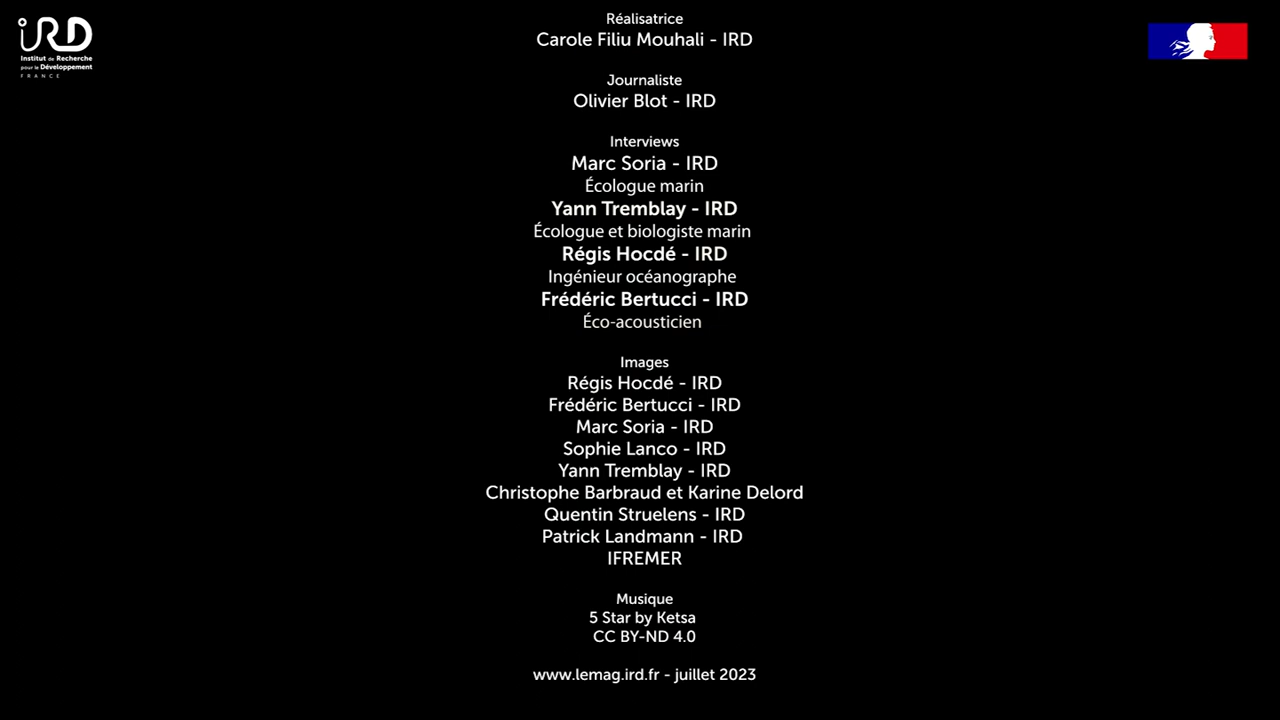 iRD
Institut de Recherche
pour le Développement
FRANCE
Réalisatrice
Carole Filiu Mouhali - IRD
Journaliste
Olivier Blot - IRD
Interviews
Marc Soria - IRD
Écologue marin
Yann Tremblay - IRD
Écologue et biologiste marin
Régis Hocdé - IRD
Ingénieur océanographe
Frédéric Bertucci - IRD
Éco-acousticien
Images
Régis Hocdé - IRD
Frédéric Bertucci - IRD
Marc Soria - IRD
Sophie Lanco - IRD
Yann Tremblay - IRD
Christophe Barbraud et Karine Delord
Quentin Struelens - IRD
Patrick Landmann - IRD
IFREMER
Musique
5 Star by Ketsa
CC BY-ND 4.0
www.lemag.ird.fr - juillet 2023